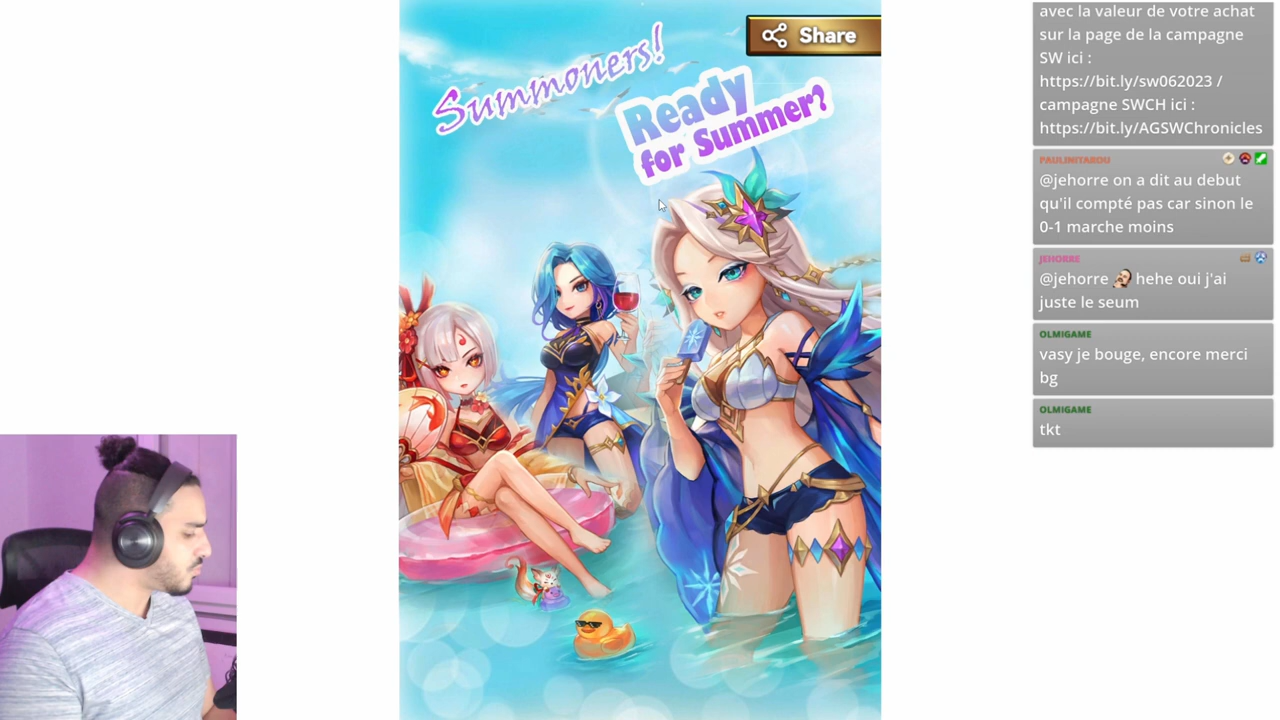 Summoners!
Ready
for Summer?
Share
avec la valeur de votre achat
sur la page de la campagne
SW ici :
https://bit.ly/sw062023 /
campagne SWCH ici :
https://bit.ly/AGSWChronicles
PAULINITABOU
@jehorre on a dit au debut
qu'il compté pas car sinon le
0-1 marche moins
JEHORRE
@jehorre hehe oui j'ai
juste le seum
OLMIGAME
vasy je bouge, encore merci
bg
OLMIGAME
tkt